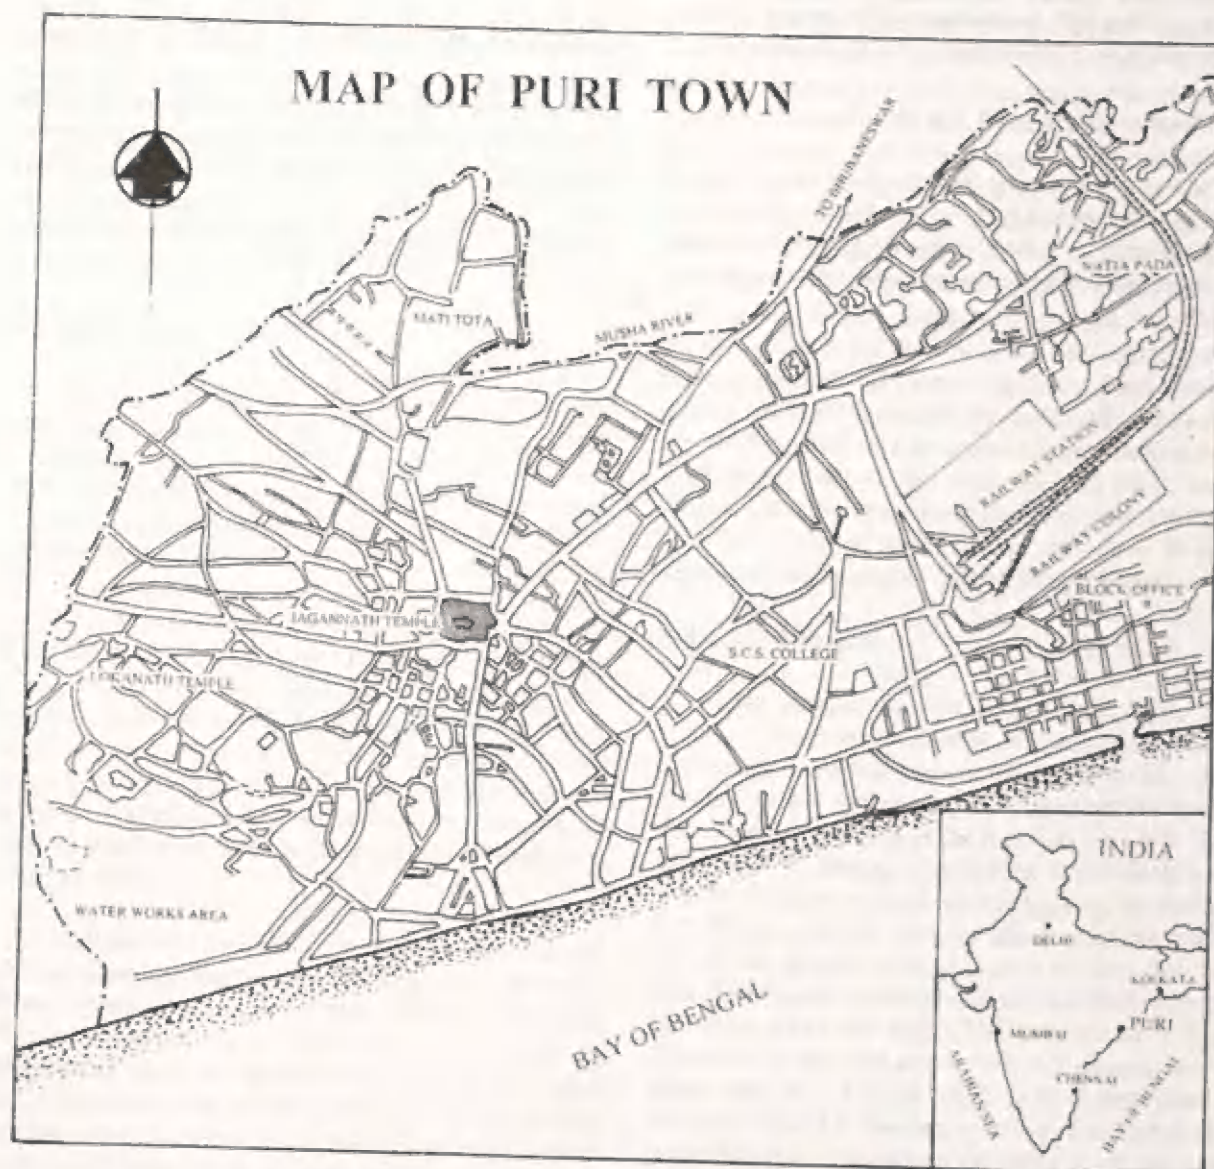 MAP OF PURI TOWN
TO BHUBANESWAR
NATIA PADA
MATI TOTA
MUSHA RIVER
RAILWAY STATION
RAILWAY COLONY
BLOCK OFFICE
JAGANNATH TEMPLE
S.C.S. COLLEGE
LOKANATH TEMPLE
WATER WORKS AREA
BAY OF BENGAL
INDIA
DELHI
KOLKATA
PURI
MUMBAI
CHENNAI
ARABIAN SEA
BAY OF BENGAL